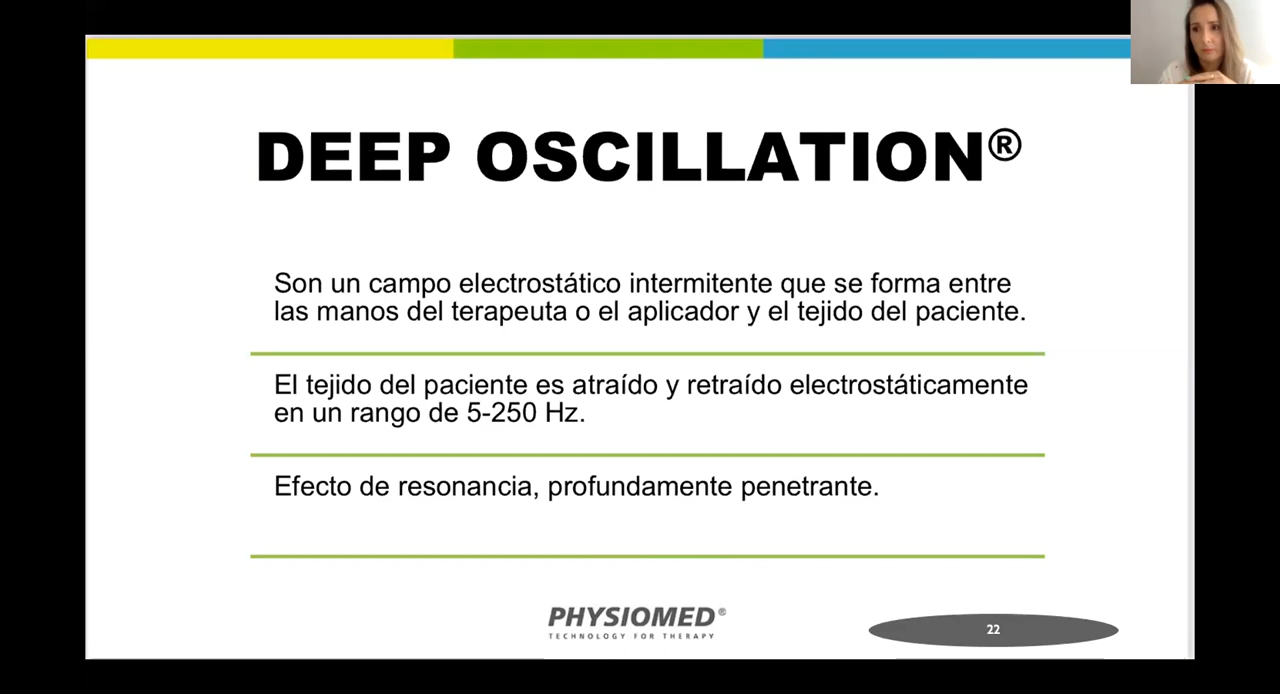 DEEP OSCILLATION®
Son un campo electrostático intermitente que se forma entre
las manos del terapeuta o el aplicador y el tejido del paciente.
El tejido del paciente es atraído y retraído electrostáticamente
en un rango de 5-250 Hz.
Efecto de resonancia, profundamente penetrante.
PHYSIOMED®
TECHNOLOGY FOR THERAPY
22